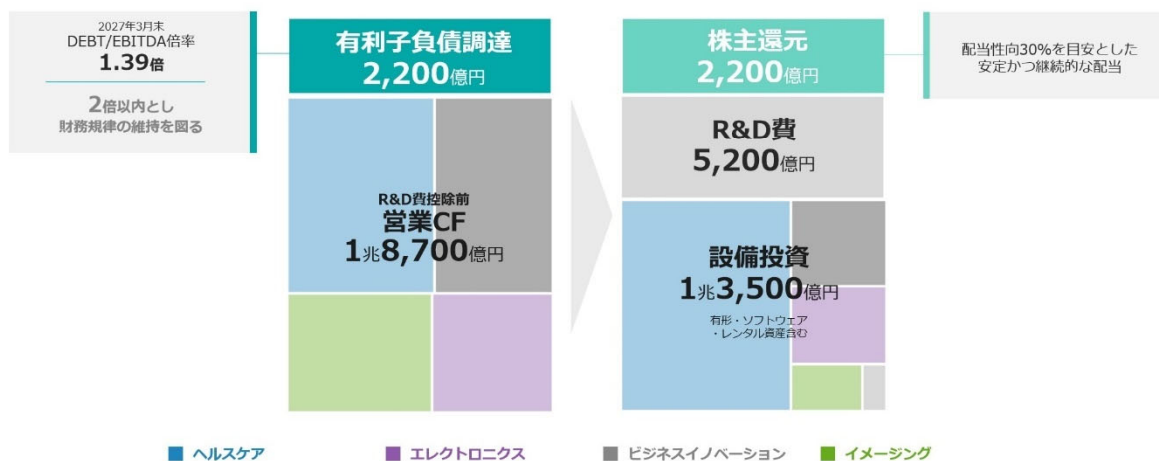 2027年3月末
DEBT/EBITDA倍率
1.39倍
2倍以内とし
財務規律の維持を図る
有利子負債調達
2,200億円
R&D費控除前
営業CF
1兆8,700億円
株主還元
2,200億円
配当性向30%を目安とした
安定かつ継続的な配当
R&D費
5,200億円
設備投資
1兆3,500億円
有形・ソフトウェア
・レンタル資産含む
ヘルスケア
エレクトロニクス
ビジネスイノベーション
イメージング